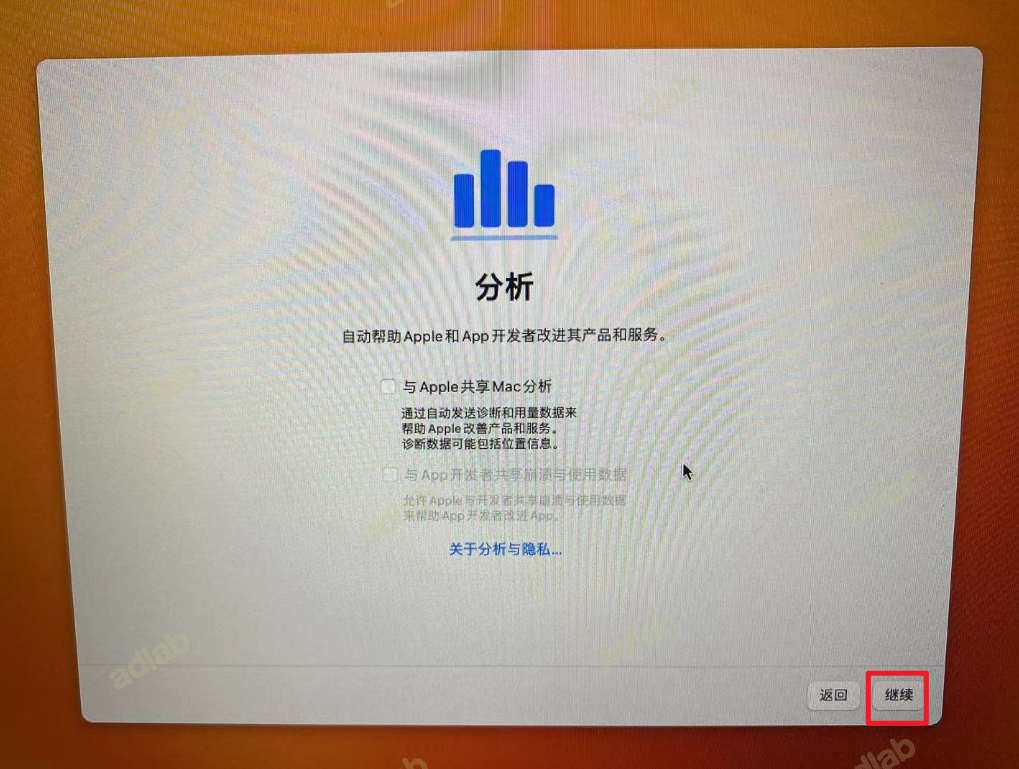 分析
自动帮助Apple和App开发者改进其产品和服务。
与Apple共享Mac分析
通过自动发送诊断和用量数据来
帮助Apple改善产品和服务。
诊断数据可能包括位置信息。
与App开发者共享崩溃与使用数据
允许Apple与开发者共享崩溃与使用数据
来帮助App开发者改进App。
关于分析与隐私...
adlab
返回
继续
adlab